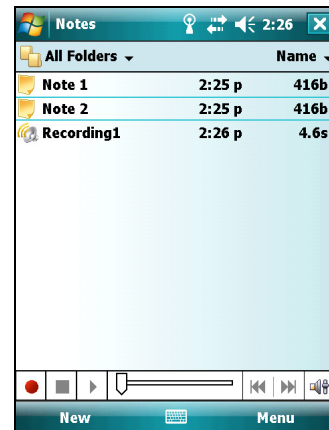 Notes 2:26
All Folders Name
Note 1 2:25 p 416b
Note 2 2:25 p 416b
Recording1 2:26 p 4.6s
New Menu